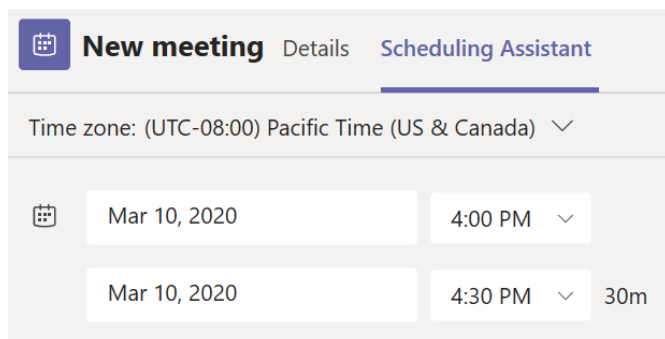 New meeting Details Scheduling Assistant
Time zone: (UTC-08:00) Pacific Time (US & Canada)
Mar 10, 2020 4:00 PM
Mar 10, 2020 4:30 PM 30m